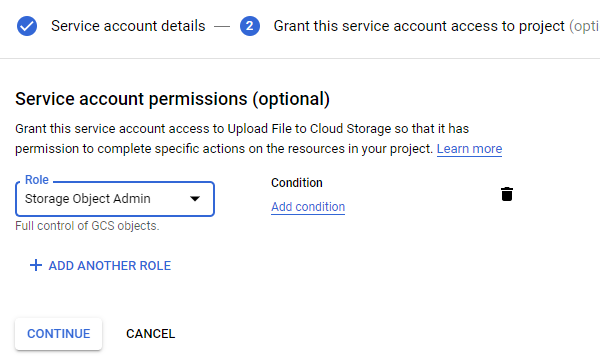 Service account details — 2 Grant this service account access to project (opti
Service account permissions (optional)
Grant this service account access to Upload File to Cloud Storage so that it has
permission to complete specific actions on the resources in your project. Learn more
Role
Condition
Storage Object Admin
Add condition
Full control of GCS objects.
+ ADD ANOTHER ROLE
CONTINUE CANCEL